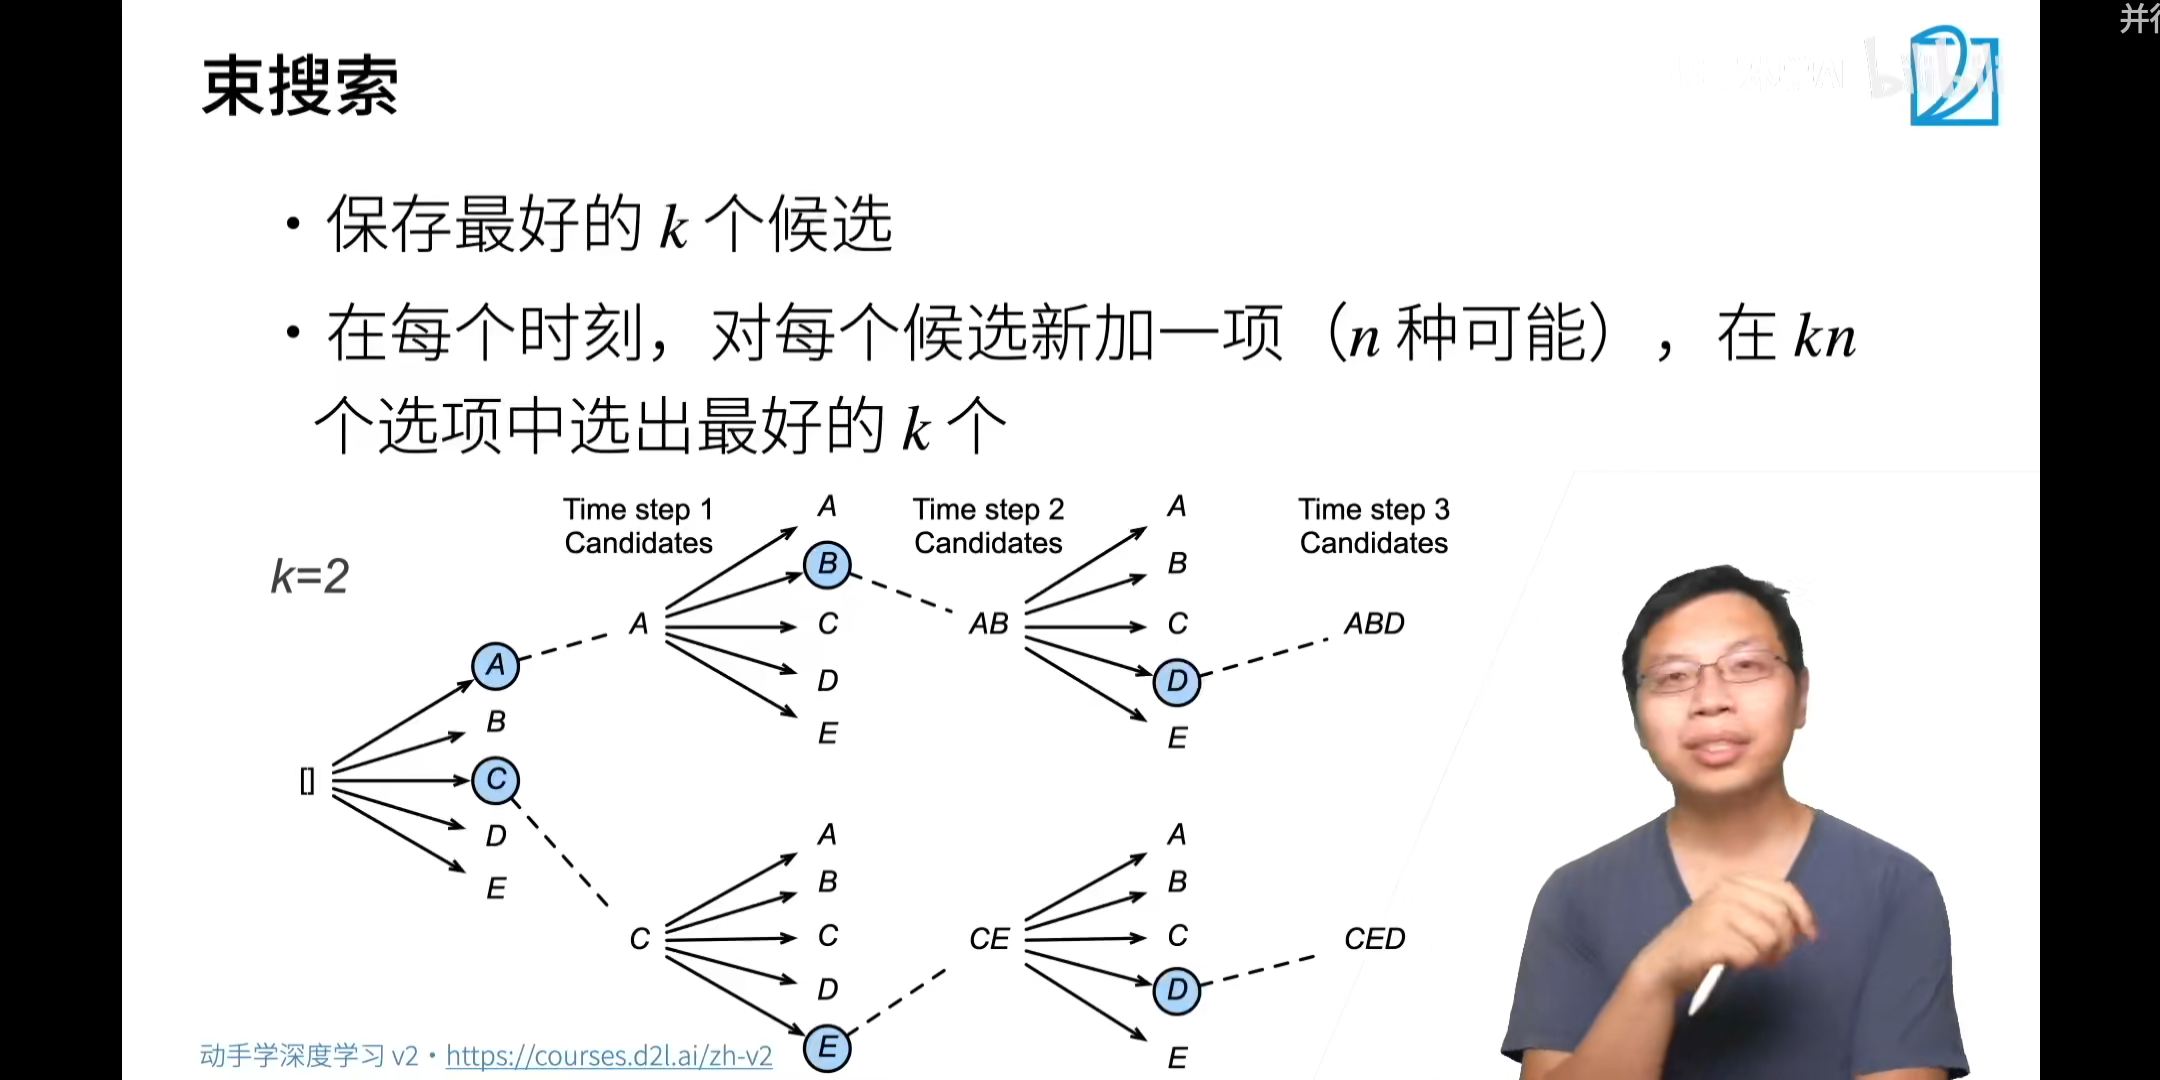 束搜索
• 保存最好的 k 个候选
• 在每个时刻，对每个候选新加一项（n 种可能），在 kn
个选项中选出最好的 k 个
k=2
Time step 1
Candidates
Time step 2
Candidates
Time step 3
Candidates
[]
A
B
C
D
E
A
A
B
C
D
E
AB
A
B
C
D
E
ABD
C
A
B
C
D
E
CE
A
B
C
D
E
CED
动手学深度学习 v2 • https://courses.d2l.ai/zh-v2
bilibili